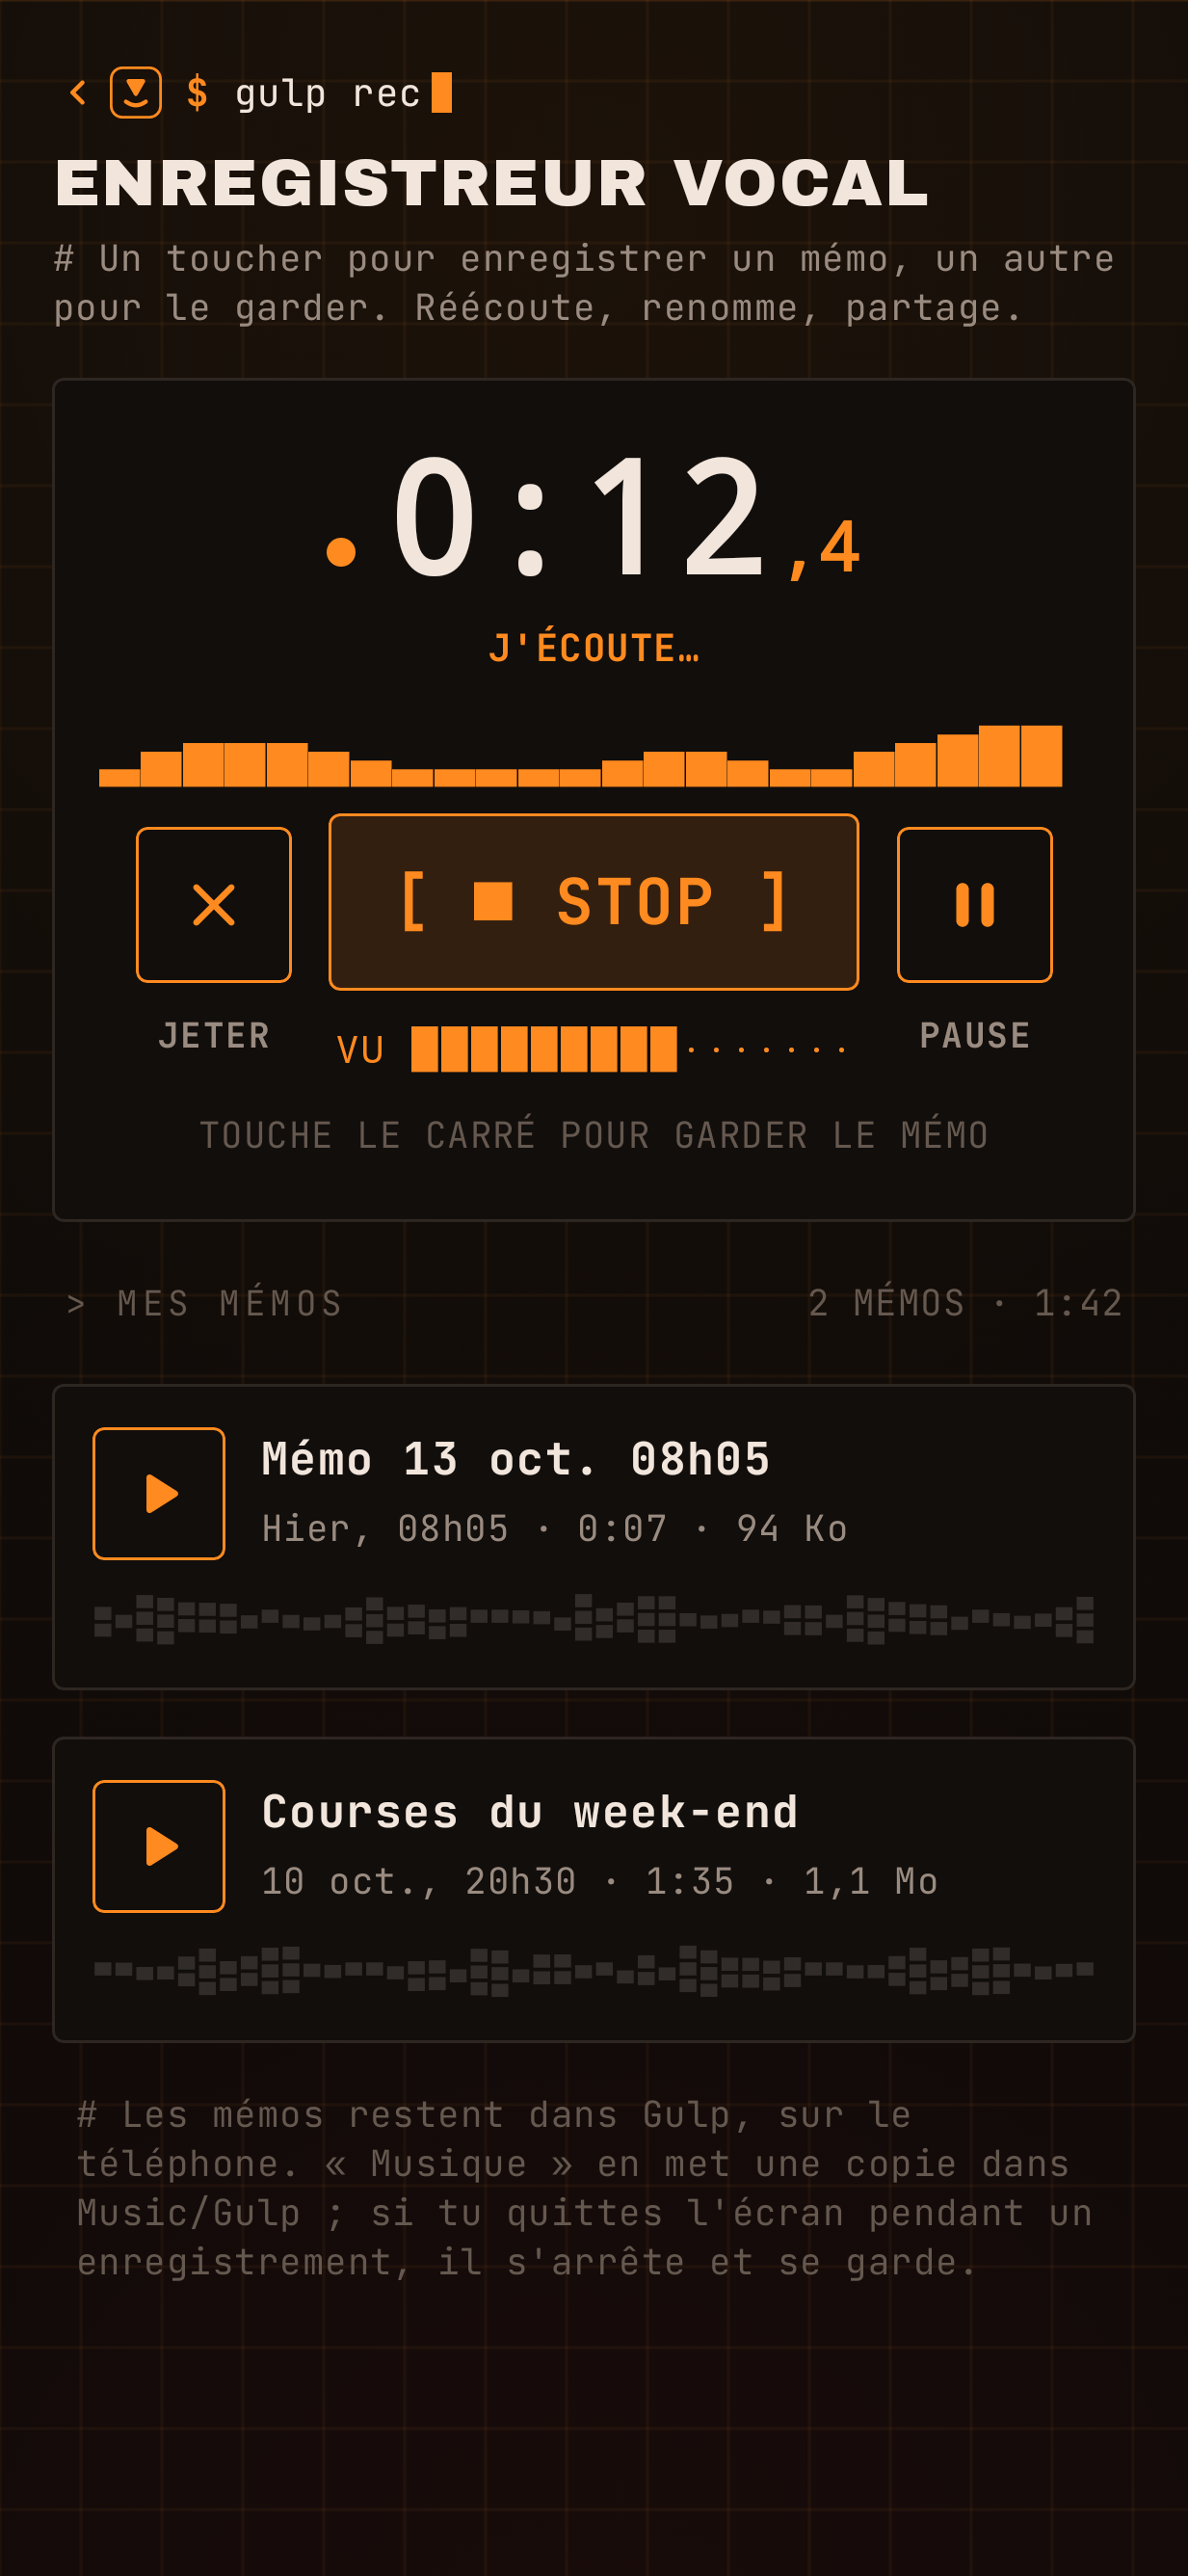 $ gulp rec
ENREGISTREUR VOCAL
# Un toucher pour enregistrer un mémo, un autre
pour le garder. Réécoute, renomme, partage.
0:12,4
J'ÉCOUTE…
[ ■ STOP ]
JETER
VU
PAUSE
TOUCHE LE CARRÉ POUR GARDER LE MÉMO
> MES MÉMOS
2 MÉMOS · 1:42
Mémo 13 oct. 08h05
Hier, 08h05 · 0:07 · 94 Ko
Courses du week-end
10 oct., 20h30 · 1:35 · 1,1 Mo
# Les mémos restent dans Gulp, sur le
téléphone. « Musique » en met une copie dans
Music/Gulp ; si tu quittes l'écran pendant un
enregistrement, il s'arrête et se garde.